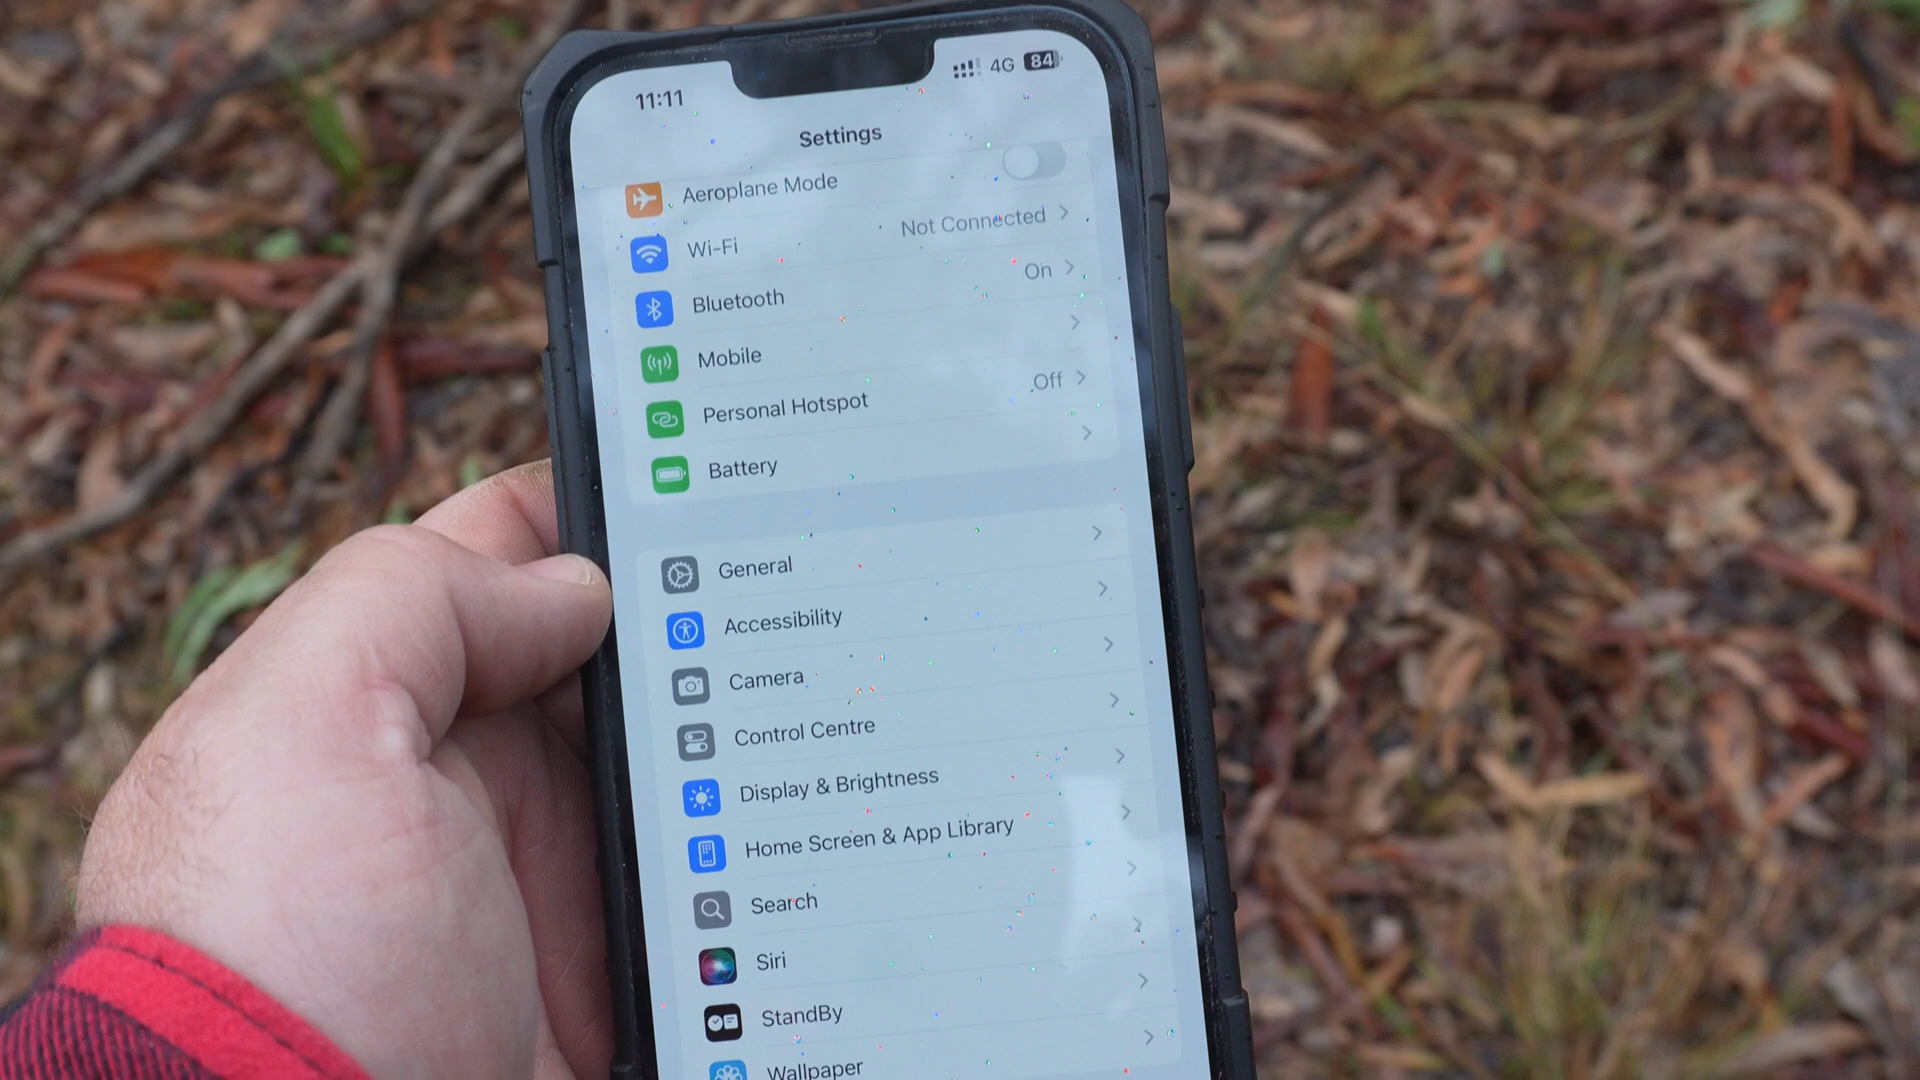 11:11 4G 84
Settings
Aeroplane Mode
Wi-Fi Not Connected
Bluetooth On
Mobile
Personal Hotspot Off
Battery
General
Accessibility
Camera
Control Centre
Display & Brightness
Home Screen & App Library
Search
Siri
StandBy
Wallpaper